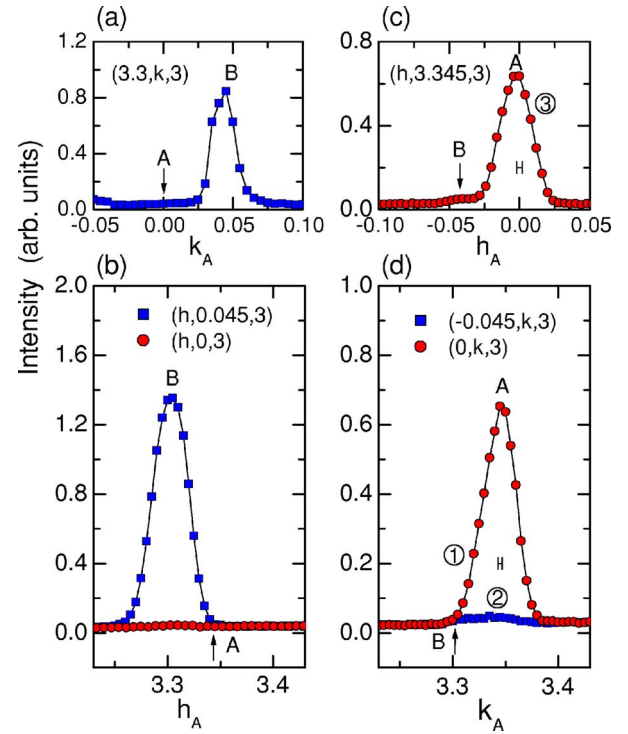 (a)
(3.3,k,3)
B
A
1.2
0.8
0.4
0.0
-0.05 0.00 0.05 0.10
k_A
(c)
(h,3.345,3)
A
③
B
H
0.8
0.6
0.4
0.2
0.0
-0.10 -0.05 0.00 0.05
h_A
Intensity (arb. units)
(b)
(h,0.045,3)
(h,0,3)
B
A
2.0
1.6
1.2
0.8
0.4
0.0
3.3 3.4
h_A
(d)
(-0.045,k,3)
(0,k,3)
A
①
H
②
B
1.0
0.8
0.6
0.4
0.2
0.0
3.3 3.4
k_A